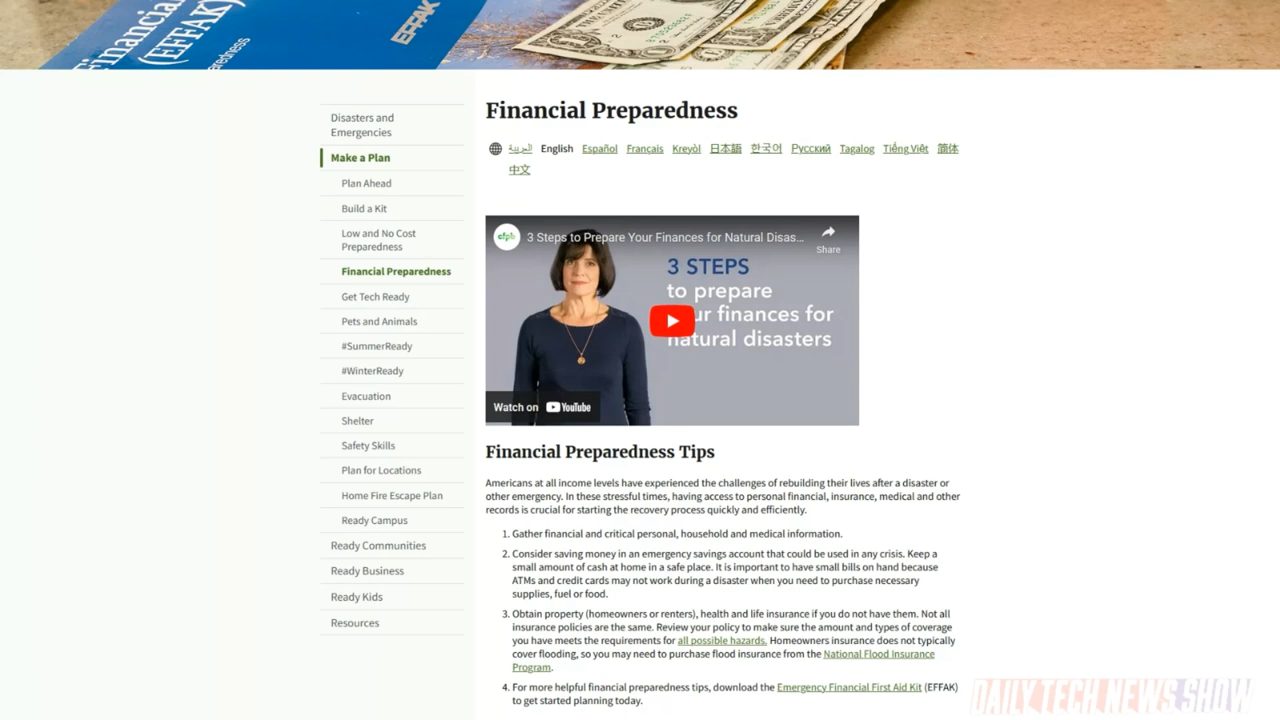 Financial
(EFFAK)
EFFAK
Financial Preparedness
العربية English Español Français Kreyòl 日本語 한국어 Русский Tagalog Tiếng Việt 简体
中文
Disasters and
Emergencies
Make a Plan
Plan Ahead
Build a Kit
Low and No Cost
Preparedness
Financial Preparedness
Get Tech Ready
Pets and Animals
#SummerReady
#WinterReady
Evacuation
Shelter
Safety Skills
Plan for Locations
Home Fire Escape Plan
Ready Campus
Ready Communities
Ready Business
Ready Kids
Resources
cfpb 3 Steps to Prepare Your Finances for Natural Disas...
Share
3 STEPS
to prepare
ur finances for
natural disasters
Watch on YouTube
Financial Preparedness Tips
Americans at all income levels have experienced the challenges of rebuilding their lives after a disaster or
other emergency. In these stressful times, having access to personal financial, insurance, medical and other
records is crucial for starting the recovery process quickly and efficiently.
1. Gather financial and critical personal, household and medical information.
2. Consider saving money in an emergency savings account that could be used in any crisis. Keep a
small amount of cash at home in a safe place. It is important to have small bills on hand because
ATMs and credit cards may not work during a disaster when you need to purchase necessary
supplies, fuel or food.
3. Obtain property (homeowners or renters), health and life insurance if you do not have them. Not all
insurance policies are the same. Review your policy to make sure the amount and types of coverage
you have meets the requirements for all possible hazards. Homeowners insurance does not typically
cover flooding, so you may need to purchase flood insurance from the National Flood Insurance
Program.
4. For more helpful financial preparedness tips, download the Emergency Financial First Aid Kit (EFFAK)
to get started planning today.
DAILY TECH NEWS SHOW